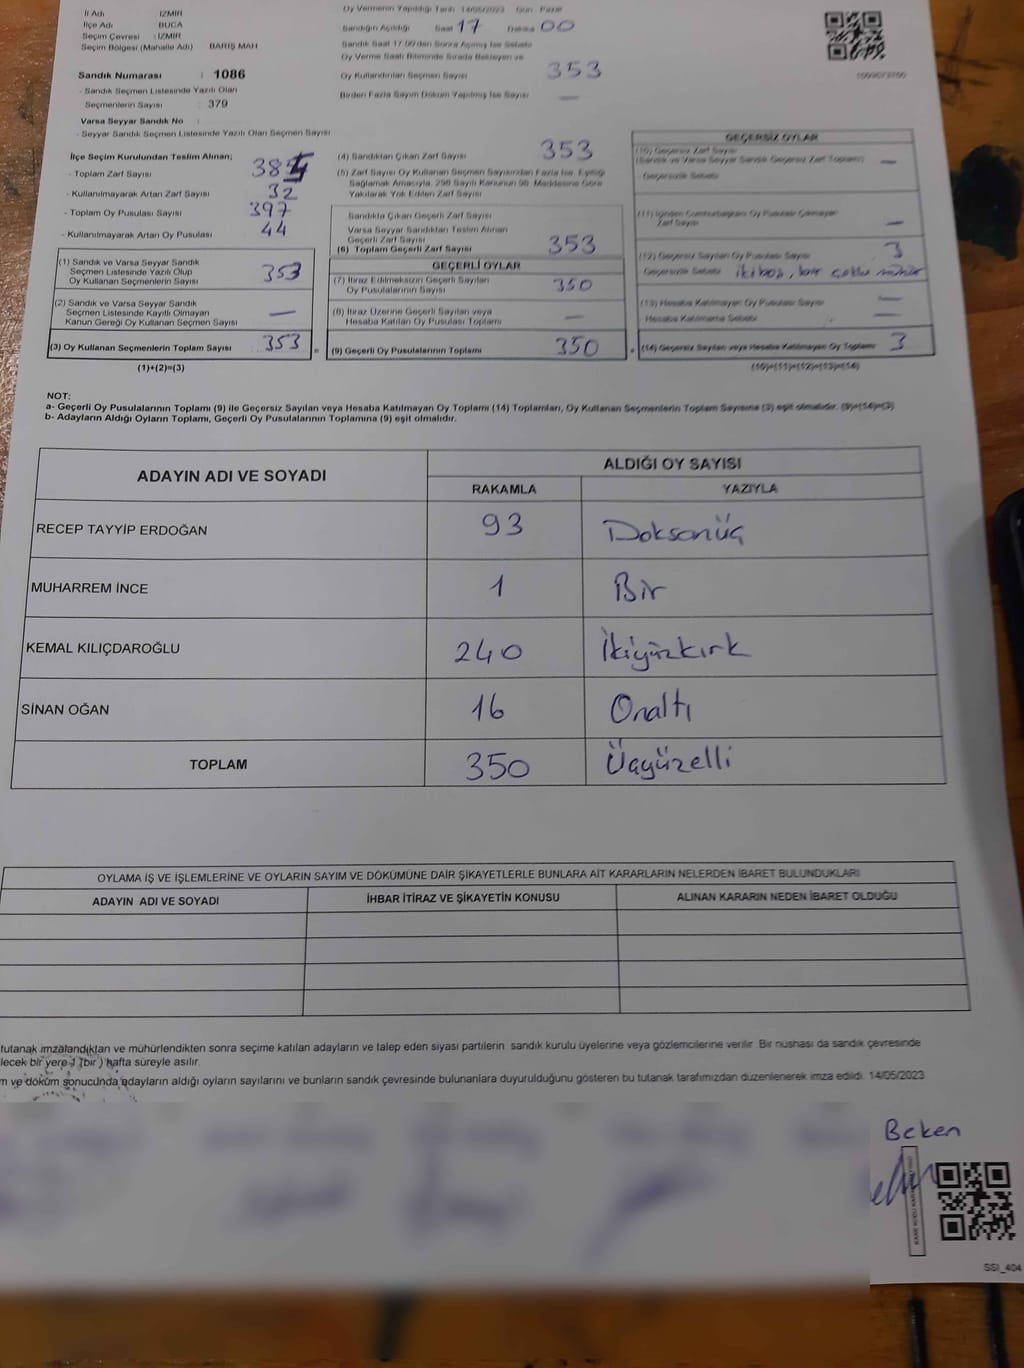 İl Adı İZMİR
İlçe Adı BUCA
Seçim Çevresi : İZMİR
Seçim Bölgesi (Mahalle Adı) BARIŞ MAH
Sandık Numarası : 1086
- Sandık Seçmen Listesinde Yazılı Olan
Seçmenlerin Sayısı : 379
Varsa Seyyar Sandık No :
- Seyyar Sandık Seçmen Listesinde Yazılı Olan Seçmen Sayısı
Oy Vermenin Yapıldığı Tarih 14/05/2023 Gün Pazar
Sandığın Açıldığı Saat 17 Dakika 00
Sandık Saat 17.00'den Sonra Açılmış İse Sebebi
Oy Verme Saati Bitiminde Sırada Bekleyen ve
Oy Kullandırılan Seçmen Sayısı 353
Birden Fazla Sayım Döküm Yapılmış İse Sayısı —
İlçe Seçim Kurulundan Teslim Alınan;
- Toplam Zarf Sayısı
- Kullanılmayarak Artan Zarf Sayısı 32
- Toplam Oy Pusulası Sayısı 397
- Kullanılmayarak Artan Oy Pusulası 44
(1) Sandık ve Varsa Seyyar Sandık
Seçmen Listesinde Yazılı Olup
Oy Kullanan Seçmenlerin Sayısı 353
(2) Sandık ve Varsa Seyyar Sandık
Seçmen Listesinde Kayıtlı Olmayan
Kanun Gereği Oy Kullanan Seçmen Sayısı —
(3) Oy Kullanan Seçmenlerin Toplam Sayısı 353 =
(1)+(2)=(3)
(4) Sandıktan Çıkan Zarf Sayısı 353
(5) Zarf Sayısı Oy Kullanan Seçmen Sayısından Fazla İse, Eşitliği
Sağlamak Amacıyla, 298 Sayılı Kanunun 98. Maddesine Göre
Yakılarak Yok Edilen Zarf Sayısı
Sandıkta Çıkan Geçerli Zarf Sayısı
Varsa Seyyar Sandıktan Teslim Alınan
Geçerli Zarf Sayısı
(6) Toplam Geçerli Zarf Sayısı 353
GEÇERLİ OYLAR
(7) İtiraz Edilmeksizin Geçerli Sayılan
Oy Pusulalarının Sayısı 350
(8) İtiraz Üzerine Geçerli Sayılan veya
Hesaba Katılan Oy Pusulası Toplamı —
(9) Geçerli Oy Pusulalarının Toplamı 350
GEÇERSİZ OYLAR
(10) Geçersiz Zarf Sayısı
(Sandık ve Varsa Seyyar Sandık Geçersiz Zarf Toplamı) —
- Geçersizlik Sebebi
(11) İçinden Cumhurbaşkanı Oy Pusulası Çıkmayan
Zarf Sayısı —
(12) Geçersiz Sayılan Oy Pusulası Sayısı 3
Geçersizlik Sebebi iki boş, bir çoklu mühür
(13) Hesaba Katılmayan Oy Pusulası Sayısı —
- Hesaba Katılmama Sebebi —
(14) Geçersiz Sayılan veya Hesaba Katılmayan Oy Toplamı 3
(10)+(11)+(12)+(13)=(14)
NOT:
a- Geçerli Oy Pusulalarının Toplamı (9) ile Geçersiz Sayılan veya Hesaba Katılmayan Oy Toplamı (14) Toplamları, Oy Kullanan Seçmenlerin Toplam Sayısına (3) eşit olmalıdır. (9)+(14)=(3)
b- Adayların Aldığı Oyların Toplamı, Geçerli Oy Pusulalarının Toplamına (9) eşit olmalıdır.
ADAYIN ADI VE SOYADI ALDIĞI OY SAYISI
RAKAMLA YAZIYLA
RECEP TAYYİP ERDOĞAN 93 Doksanüç
MUHARREM İNCE 1 Bir
KEMAL KILIÇDAROĞLU 240 İkiyüzkırk
SİNAN OĞAN 16 Onaltı
TOPLAM 350 Üçyüzelli
OYLAMA İŞ VE İŞLEMLERİNE VE OYLARIN SAYIM VE DÖKÜMÜNE DAİR ŞİKAYETLERLE BUNLARA AİT KARARLARIN NELERDEN İBARET BULUNDUKLARI
ADAYIN ADI VE SOYADI İHBAR İTİRAZ VE ŞİKAYETİN KONUSU ALINAN KARARIN NEDEN İBARET OLDUĞU
tutanak imzalandıktan ve mühürlendikten sonra seçime katılan adayların ve talep eden siyasi partilerin sandık kurulu üyelerine veya gözlemcilerine verilir. Bir nüshası da sandık çevresinde
lecek bir yere 1 (bir) hafta süreyle asılır.
m ve döküm sonucunda adayların aldığı oyların sayılarını ve bunların sandık çevresinde bulunanlara duyurulduğunu gösteren bu tutanak tarafımızdan düzenlenerek imza edildi. 14/05/2023
Beken
SSI_404